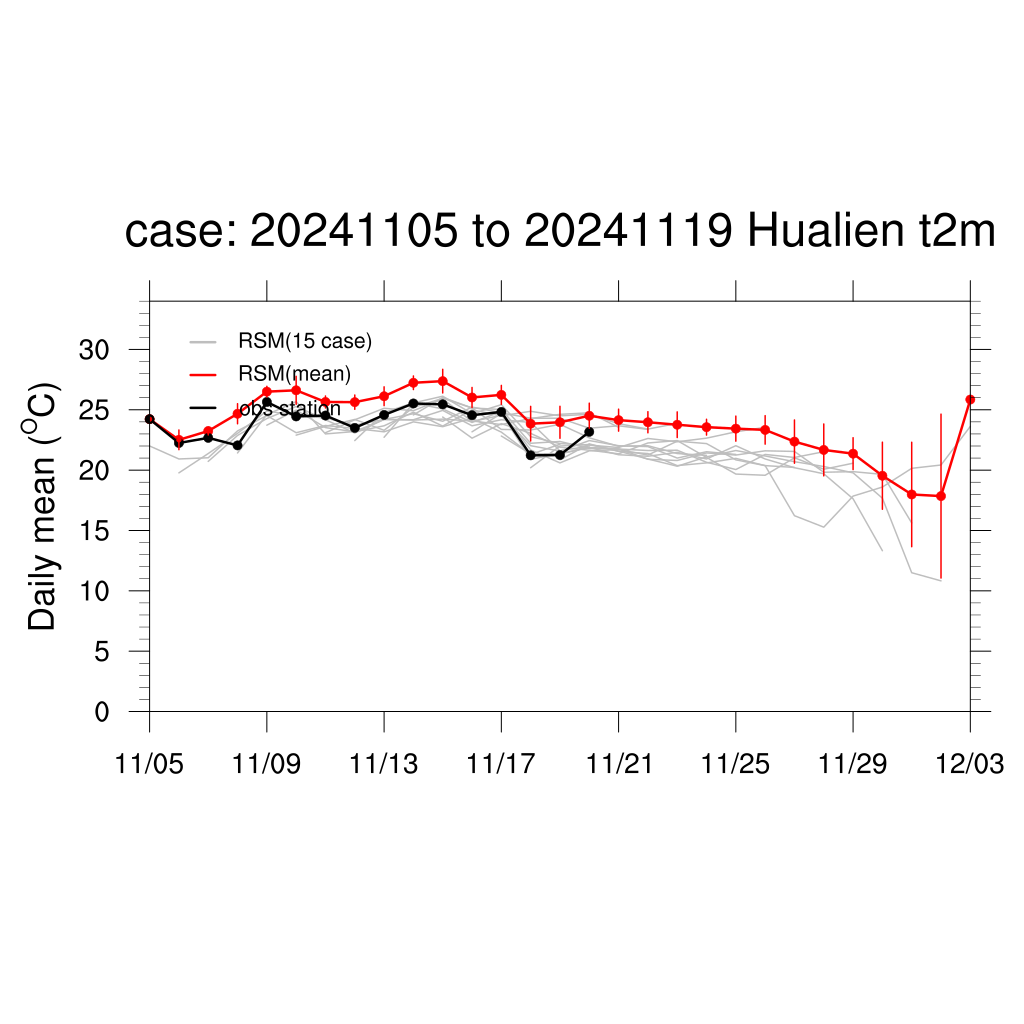 case: 20241105 to 20241119 Hualien t2m
RSM(15 case)
RSM(mean)
obs station
Daily mean (°C)
30
25
20
15
10
5
0
11/05 11/09 11/13 11/17 11/21 11/25 11/29 12/03